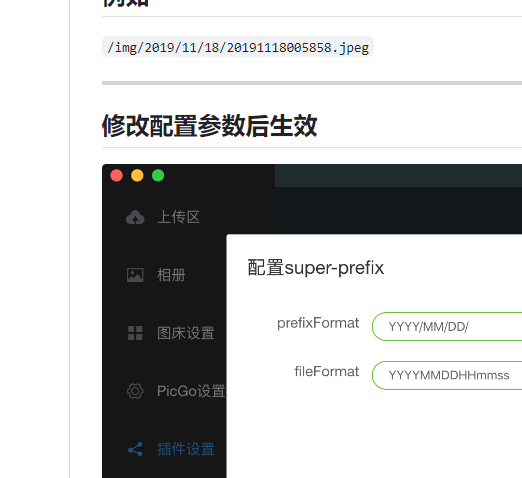 例如
/img/2019/11/18/20191118005858.jpeg
修改配置参数后生效
上传区
配置super-prefix
相册
prefixFormat
YYYY/MM/DD/
图床设置
fileFormat
YYYYMMDDHHmmss
PicGo设置
插件设置